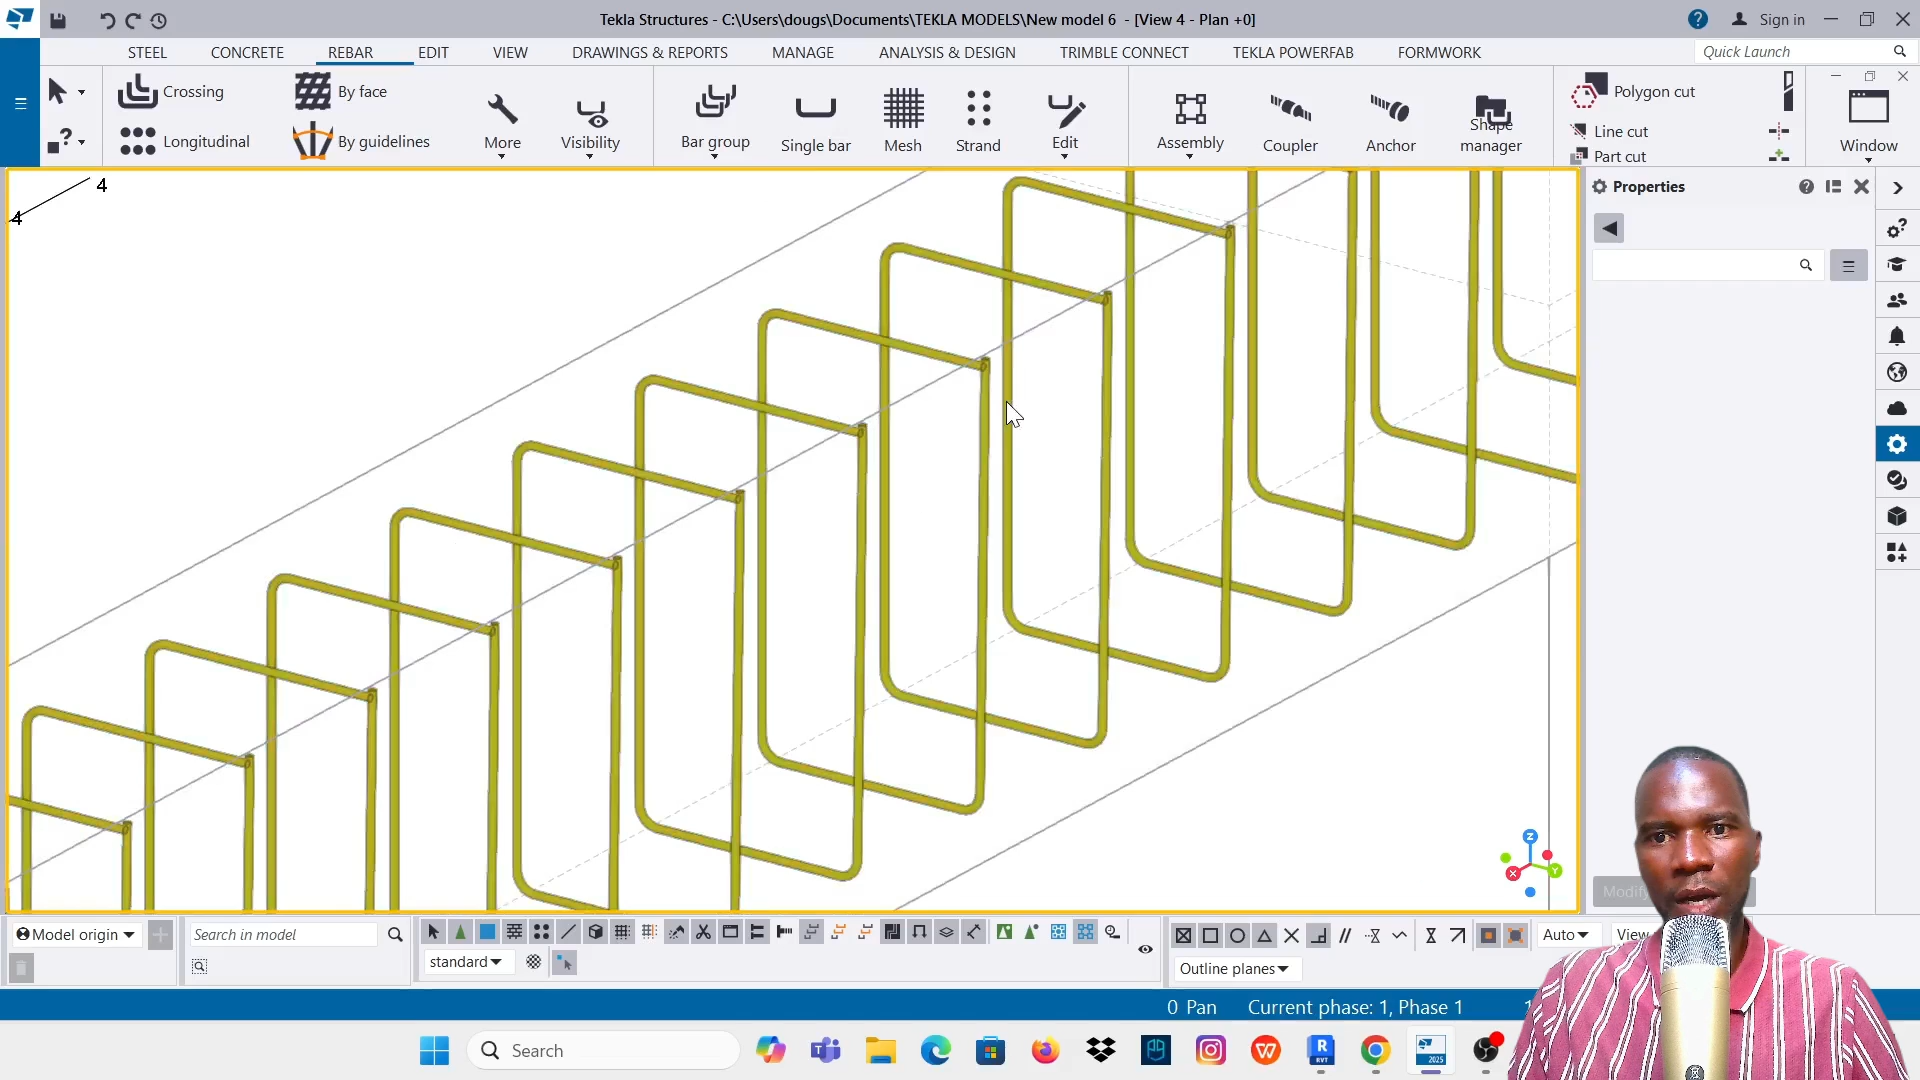 Tekla Structures - C:\Users\dougs\Documents\TEKLA MODELS\New model 6 - [View 4 - Plan +0]
Sign in
STEEL CONCRETE REBAR EDIT VIEW DRAWINGS & REPORTS MANAGE ANALYSIS & DESIGN TRIMBLE CONNECT TEKLA POWERFAB FORMWORK
Quick Launch
Crossing
Longitudinal
By face
By guidelines
More
Visibility
Bar group
Single bar
Mesh
Strand
Edit
Assembly
Coupler
Anchor
Shape
manager
Polygon cut
Line cut
Part cut
Window
4
4
Properties
Z
X
Y
Modify
Model origin
Search in model
standard
Auto
View
Outline planes
0 Pan
Current phase: 1, Phase 1
Search
R
RVT
2025